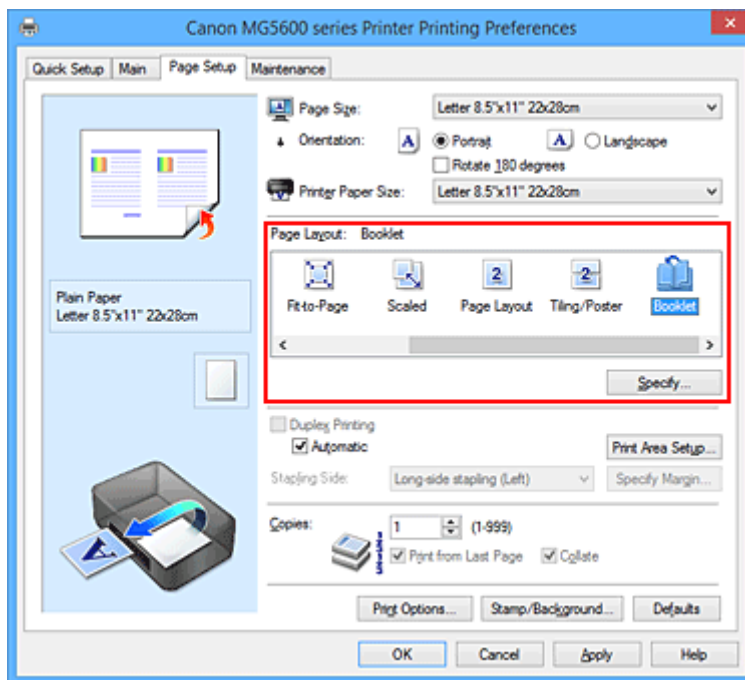 Canon MG5600 series Printer Printing Preferences
Quick Setup Main Page Setup Maintenance
Page Size: Letter 8.5"x11" 22x28cm
Orientation: A Portrait A Landscape
Rotate 180 degrees
Printer Paper Size: Letter 8.5"x11" 22x28cm
Page Layout: Booklet
Fit-to-Page Scaled Page Layout Tiling/Poster Booklet
Specify...
Plain Paper
Letter 8.5"x11" 22x28cm
Duplex Printing
Automatic Print Area Setup...
Stapling Side: Long-side stapling (Left) Specify Margin...
Copies: 1 (1-999)
Print from Last Page Collate
Print Options... Stamp/Background... Defaults
OK Cancel Apply Help